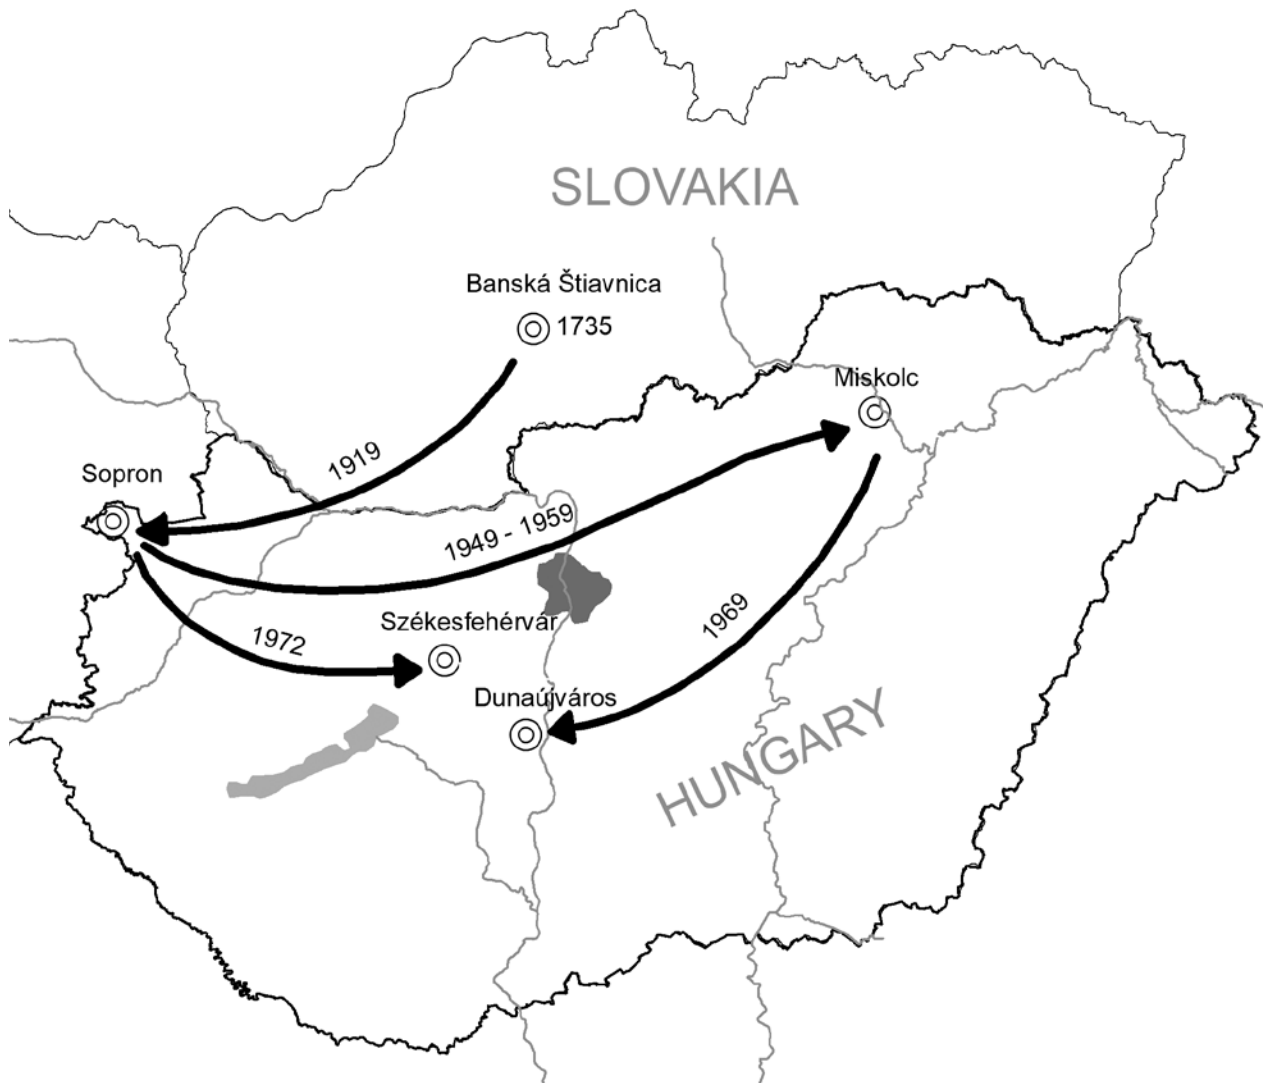 SLOVAKIA
Banská Štiavnica
1735
Miskolc
1919
Sopron
1949 - 1959
Székesfehérvár
1972
1969
Dunaújváros
HUNGARY